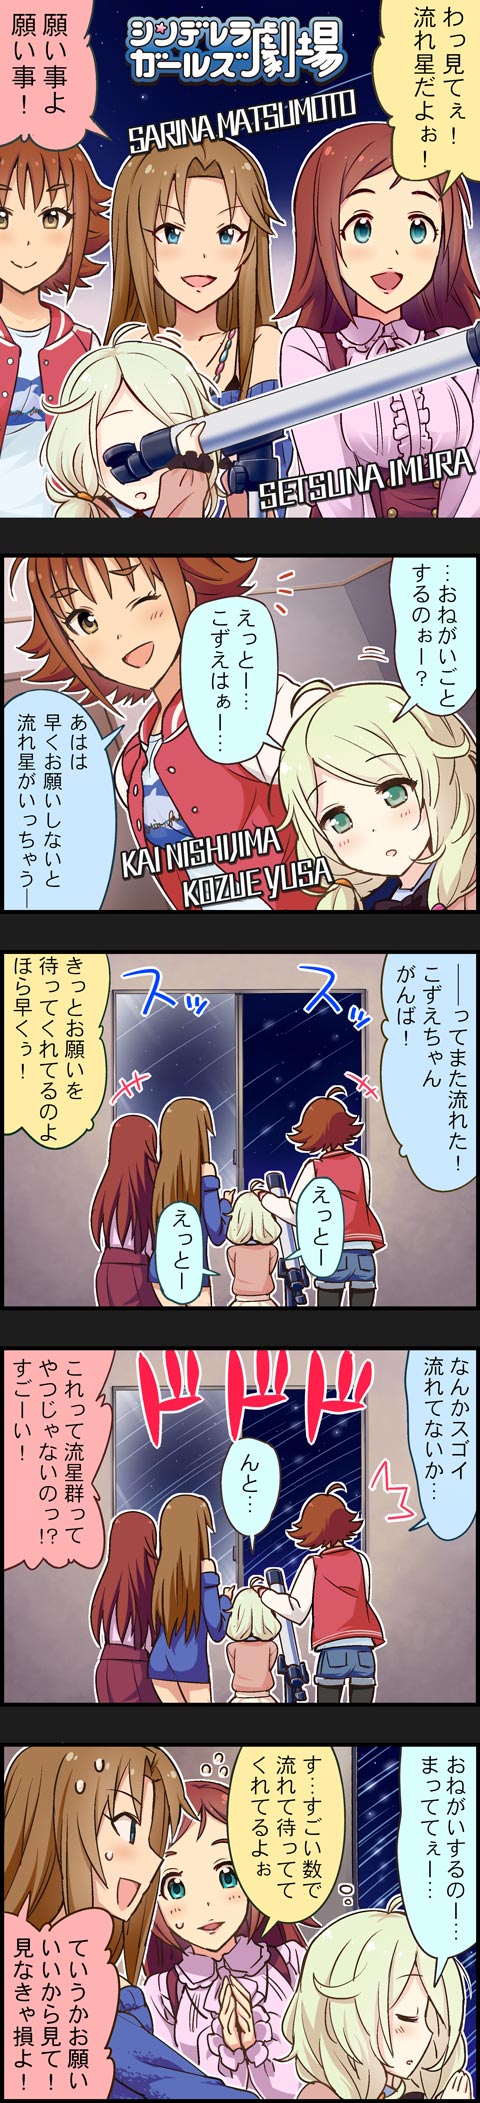 シンデレラ
ガールズ劇場
わっ見てぇ！
流れ星だよぉ！
願い事よ
願い事！
SARINA MATSUMOTO
SETSUNA IMURA
…おねがいごと
するのぉー？
えっとー…
こずえはぁー…
あはは
早くお願いしないと
流れ星がいっちゃう―
KAI NISHIJIMA
KOZUE YUSA
――ってまた流れた！
こずえちゃん
がんば！
スッ
スッ
きっとお願いを
待ってくれてるのよ
ほら早くぅ！
えっとー
えっとー
なんかスゴイ
流れてないか…
ドドド
んと…
これって流星群って
やつじゃないのっ!?
すごーい！
おねがいするのー…
まっててぇー…
す…すごい数で
流れて待ってて
くれてるよぉ
ていうかお願い
いいから見て！
見なきゃ損よ！